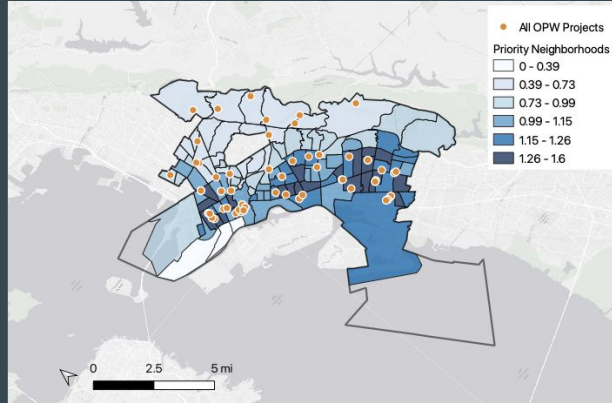 All OPW Projects
Priority Neighborhoods
0 - 0.39
0.39 - 0.73
0.73 - 0.99
0.99 - 1.15
1.15 - 1.26
1.26 - 1.6
0 2.5 5 mi